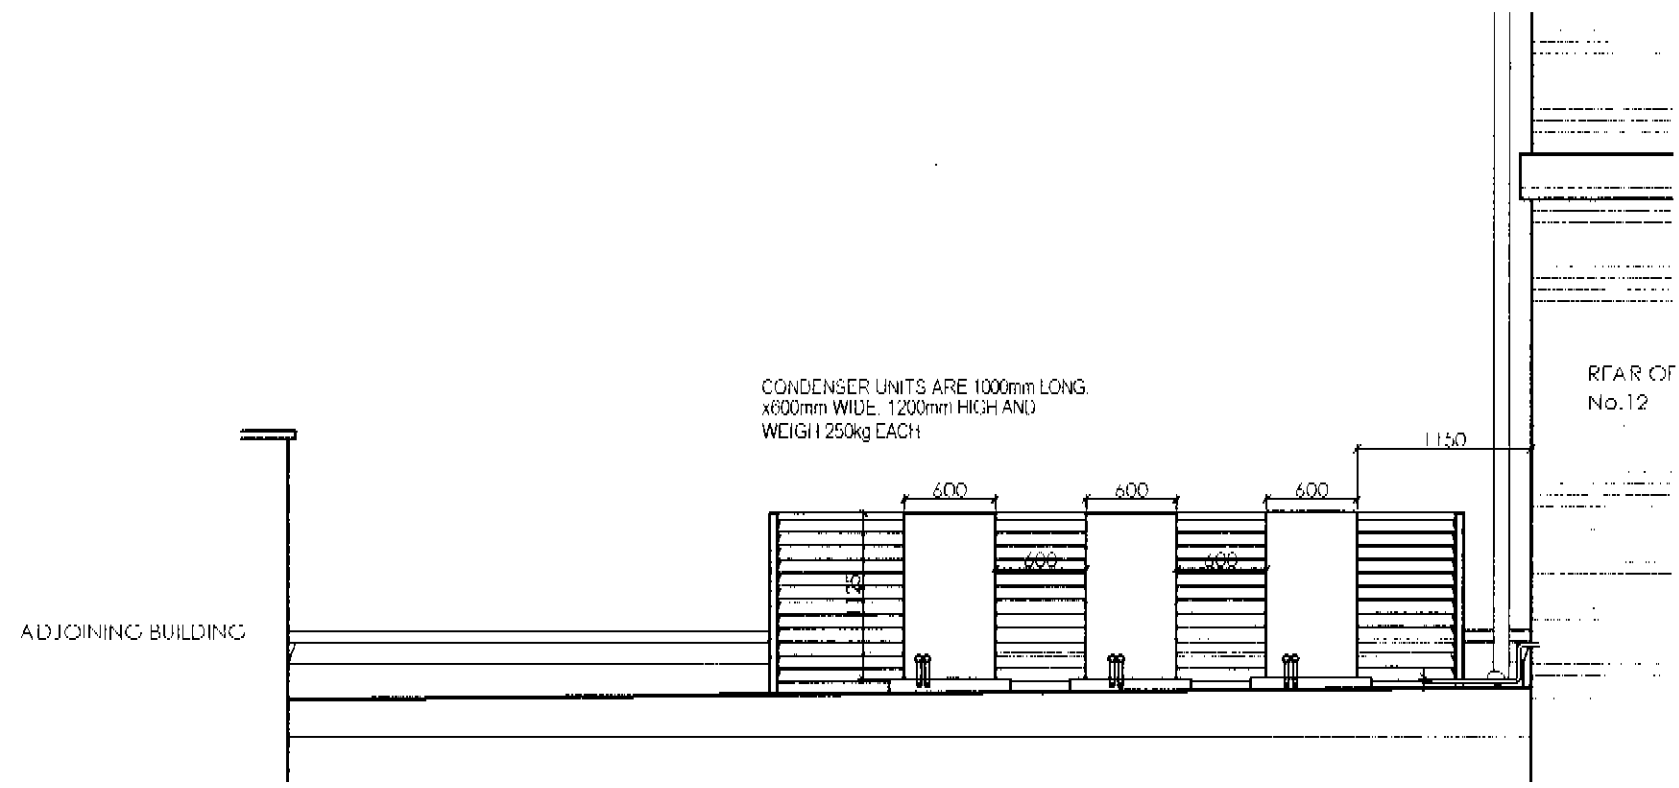 CONDENSER UNITS ARE 1000mm LONG.
x600mm WIDE. 1200mm HIGH AND
WEIGH 250kg EACH
REAR OF
No.12
1150
600
600
600
600
600
ADJOINING BUILDING